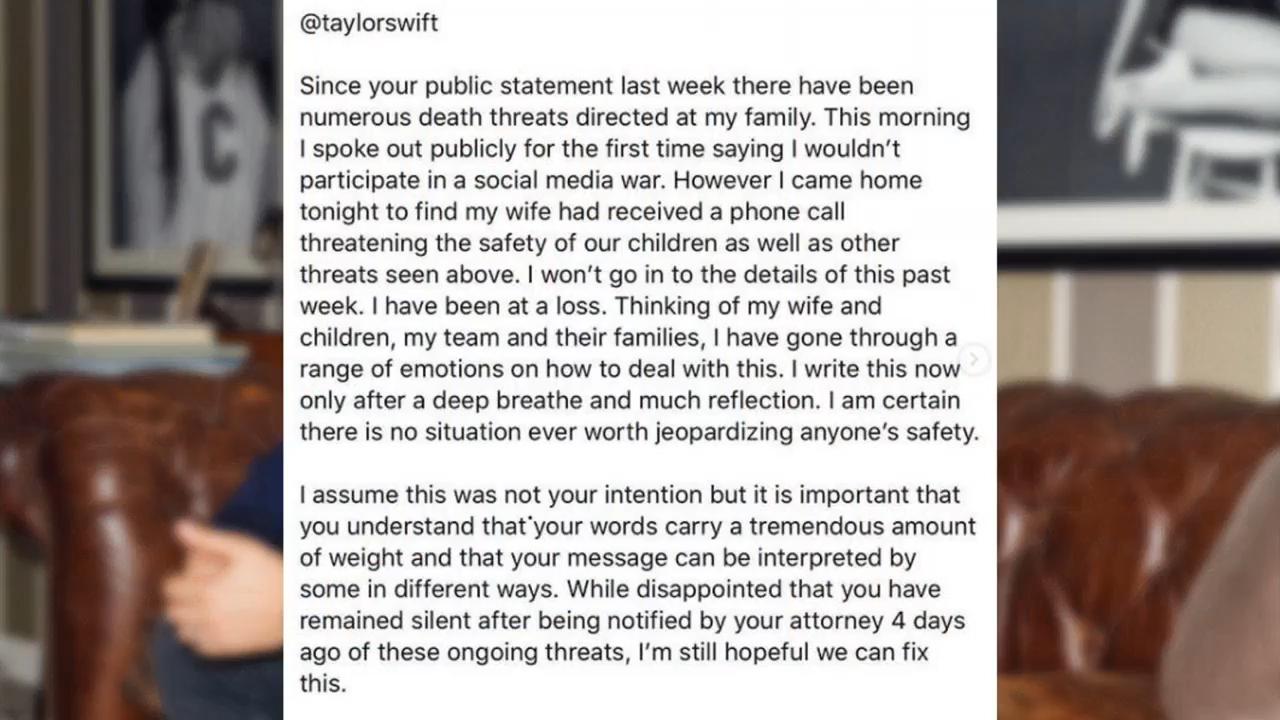 @taylorswift
Since your public statement last week there have been
numerous death threats directed at my family. This morning
I spoke out publicly for the first time saying I wouldn't
participate in a social media war. However I came home
tonight to find my wife had received a phone call
threatening the safety of our children as well as other
threats seen above. I won't go in to the details of this past
week. I have been at a loss. Thinking of my wife and
children, my team and their families, I have gone through a
range of emotions on how to deal with this. I write this now
only after a deep breathe and much reflection. I am certain
there is no situation ever worth jeopardizing anyone's safety.
I assume this was not your intention but it is important that
you understand that your words carry a tremendous amount
of weight and that your message can be interpreted by
some in different ways. While disappointed that you have
remained silent after being notified by your attorney 4 days
ago of these ongoing threats, I'm still hopeful we can fix
this.
C